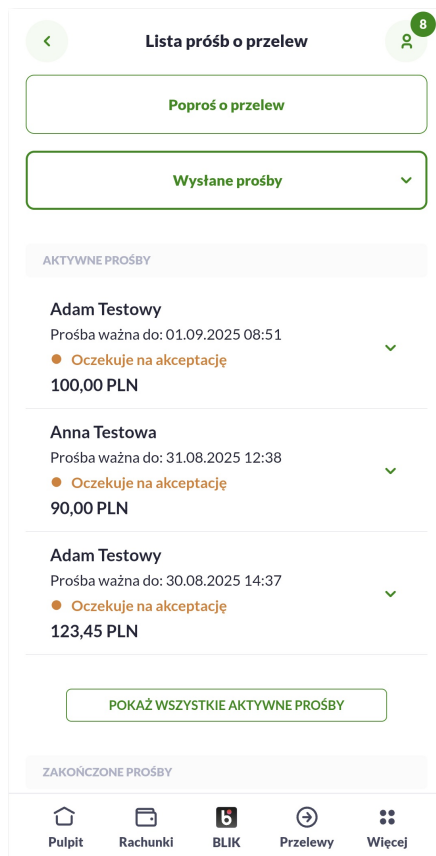 8
Lista próśb o przelew
Poproś o przelew
Wysłane prośby
AKTYWNE PROŚBY
Adam Testowy
Prośba ważna do: 01.09.2025 08:51
Oczekuje na akceptację
100,00 PLN
Anna Testowa
Prośba ważna do: 31.08.2025 12:38
Oczekuje na akceptację
90,00 PLN
Adam Testowy
Prośba ważna do: 30.08.2025 14:37
Oczekuje na akceptację
123,45 PLN
POKAŻ WSZYSTKIE AKTYWNE PROŚBY
ZAKOŃCZONE PROŚBY
Pulpit Rachunki BLIK Przelewy Więcej